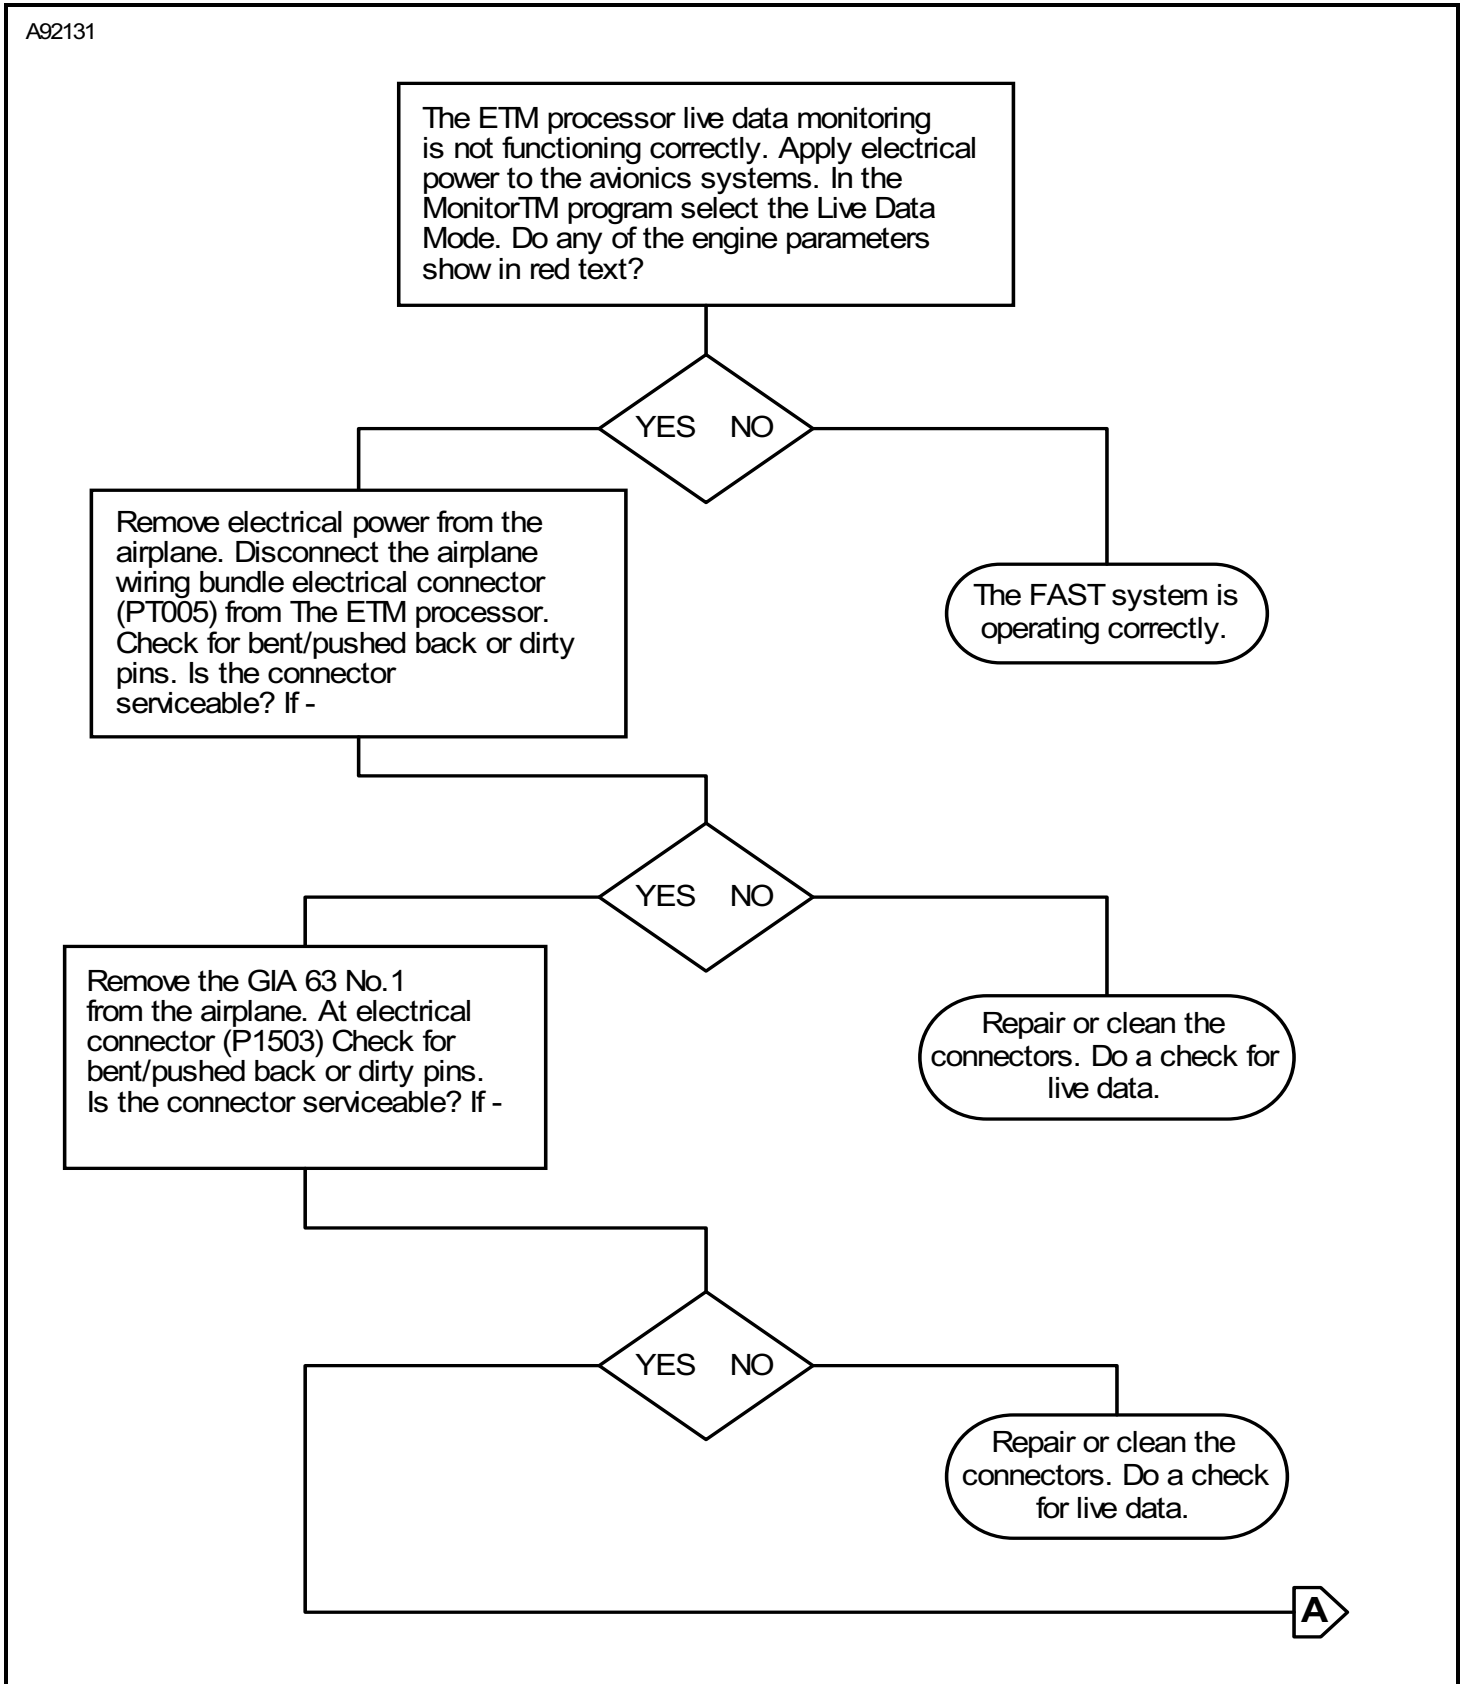 A92131
The ETM processor live data monitoring
is not functioning correctly. Apply electrical
power to the avionics systems. In the
MonitorTM program select the Live Data
Mode. Do any of the engine parameters
show in red text?
YES NO
Remove electrical power from the
airplane. Disconnect the airplane
wiring bundle electrical connector
(PT005) from The ETM processor.
Check for bent/pushed back or dirty
pins. Is the connector
serviceable? If -
The FAST system is
operating correctly.
YES NO
Remove the GIA 63 No.1
from the airplane. At electrical
connector (P1503) Check for
bent/pushed back or dirty pins.
Is the connector serviceable? If -
Repair or clean the
connectors. Do a check for
live data.
YES NO
Repair or clean the
connectors. Do a check
for live data.
A